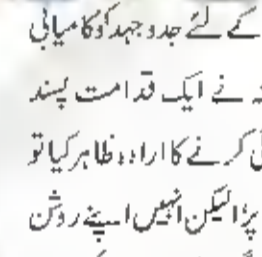 کے لئے جدوجہد کو کامیابی
نے ایک قدامت پسند
کرنے کا ارادہ ظاہر کیا تو
پڑا لیکن انہیں اپنے روشن